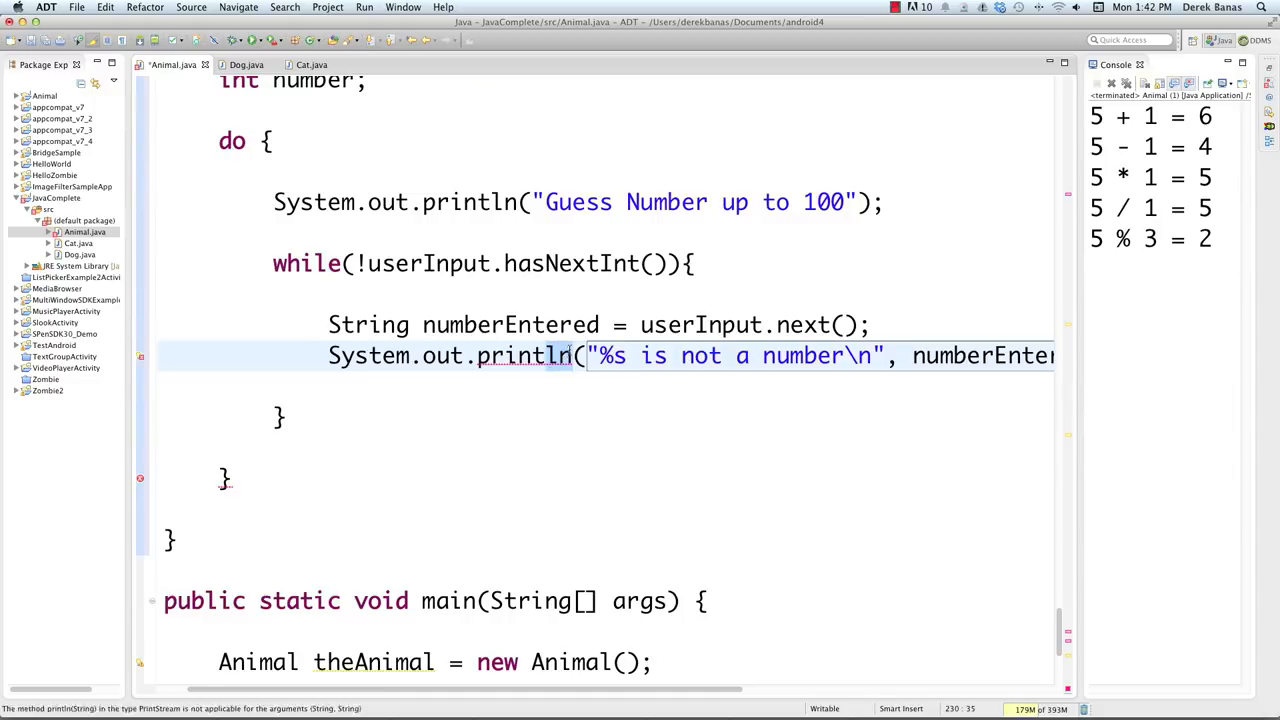 ADT File Edit Refactor Source Navigate Search Project Run Window Help
10
Mon 1:42 PM Derek Banas
Java – JavaComplete/src/Animal.java – ADT – /Users/derekbanas/Documents/android4
Quick Access
Java
DDMS
Package Exp
*Animal.java
Dog.java
Cat.java
Console
Animal
appcompat_v7
appcompat_v7_2
appcompat_v7_3
appcompat_v7_4
BridgeSample
HelloWorld
HelloZombie
ImageFilterSampleApp
JavaComplete
src
(default package)
Animal.java
Cat.java
Dog.java
JRE System Library [Ja
ListPickerExample2Activi
MediaBrowser
MultiWindowSDKExample
MusicPlayerActivity
SlookActivity
SPenSDK30_Demo
TestAndroid
TextGroupActivity
VideoPlayerActivity
Zombie
Zombie2
int number;
do {
System.out.println("Guess Number up to 100");
while(!userInput.hasNextInt()){
String numberEntered = userInput.next();
System.out.println("%s is not a number\n", numberEnter
}
}
}
public static void main(String[] args) {
Animal theAnimal = new Animal();
<terminated> Animal (1) [Java Application] /S
5 + 1 = 6
5 - 1 = 4
5 * 1 = 5
5 / 1 = 5
5 % 3 = 2
The method println(String) in the type PrintStream is not applicable for the arguments (String, String)
Writable
Smart Insert
230 : 35
179M of 393M